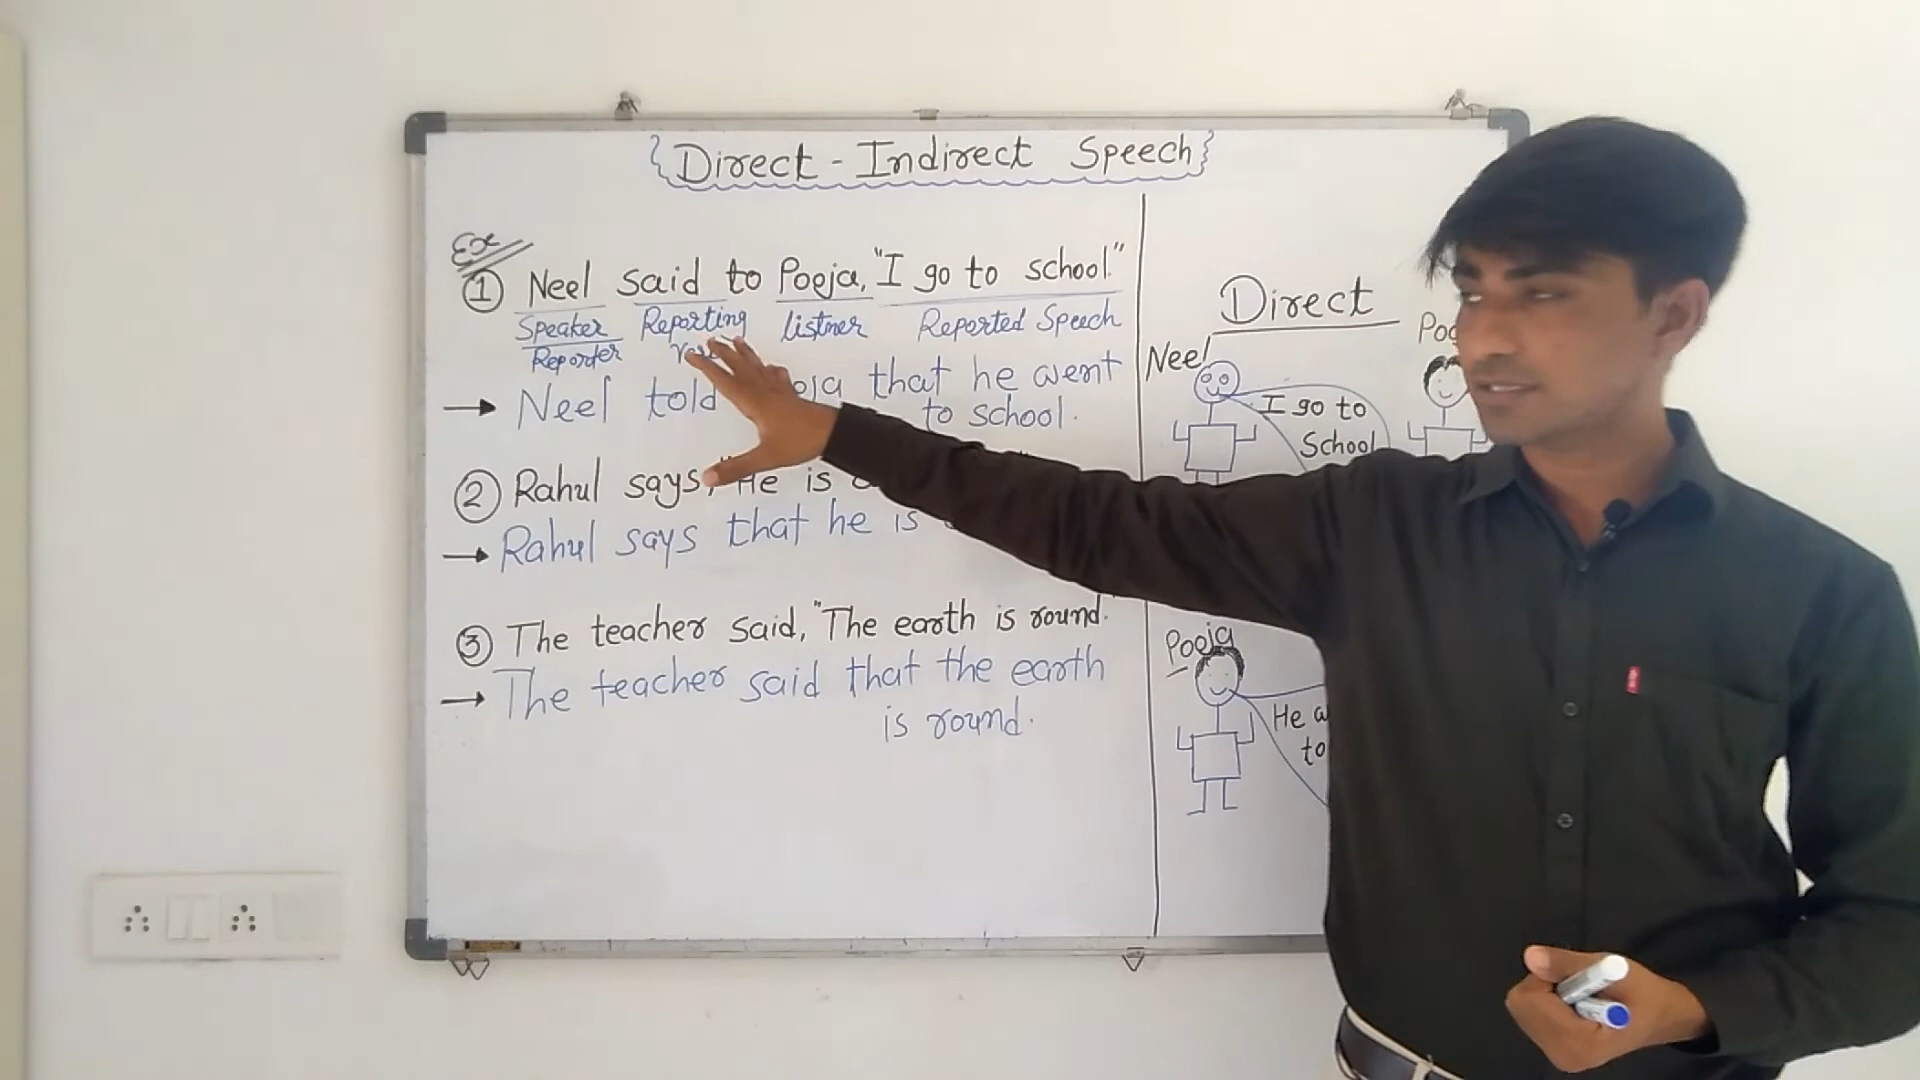 Direct - Indirect Speech
Ex
① Neel said to Pooja, "I go to school."
Speaker Reporting listner Reported Speech
Reporter
→ Neel told that he went
to school.
② Rahul says, "He is
→ Rahul says that he is
③ The teacher said, "The earth is round."
→ The teacher said that the earth
is round.
Direct
Neel
I go to
School
Pooja
He
to